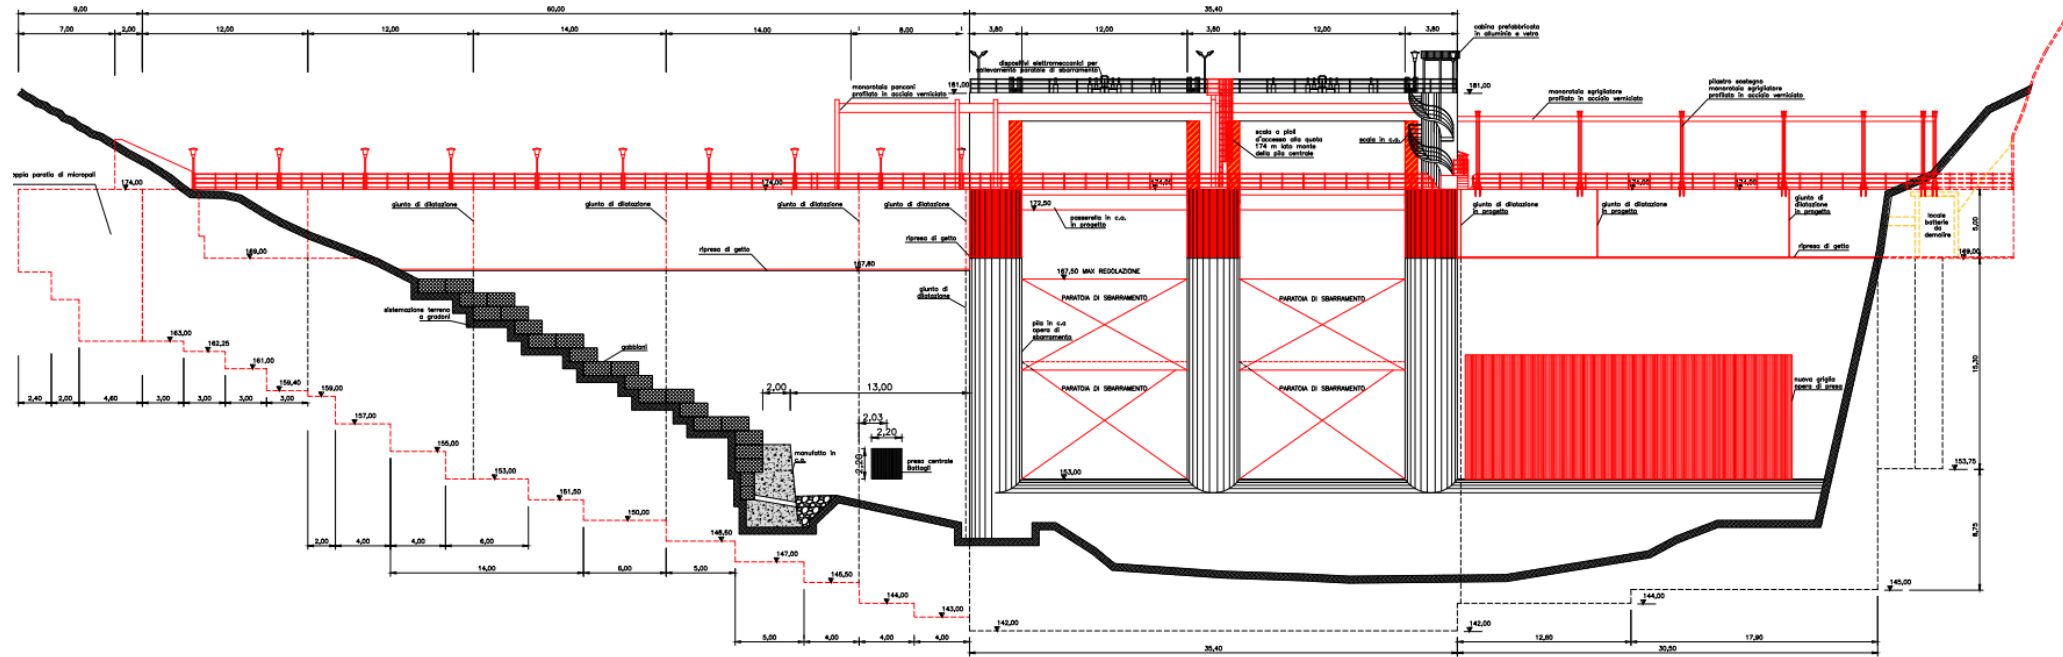 9,00
60,00
35,40
7,00
2,00
12,00
12,00
14,00
14,00
8,00
3,80
12,00
3,80
12,00
3,80
cabina prefabbricata
in alluminio e vetro
dispositivi elettromeccanici per
sollevamento paratoie di sbarramento
monorotaia panconi
profilato in acciaio verniciato
181,00
181,00
monorotaia sgrigliatore
profilato in acciaio verniciato
pilastro sostegno
monorotaia sgrigliatore
profilato in acciaio verniciato
scala a pioli
d'accesso alla quota
174 m lato monte
della pila centrale
scala in c.a.
oppia paratia di micropali
174,00
174,00
174,00
174,00
174,00
giunto di dilatazione
giunto di dilatazione
giunto di dilatazione
giunto di dilatazione
172,50
passerella in c.a.
in progetto
giunto di dilatazione
in progetto
giunto di dilatazione
in progetto
giunto di
dilatazione
in progetto
locale
batterie
da
demolire
5,00
ripresa di getto
ripresa di getto
ripresa di getto
169,00
167,80
169,00
167,50 MAX REGOLAZIONE
giunto di
dilatazione
PARATOIA DI SBARRAMENTO
PARATOIA DI SBARRAMENTO
sistemazione terreno
a gradoni
pila in c.a
opera di
sbarramento
gabbioni
163,00
162,25
161,00
159,40
159,00
15,30
PARATOIA DI SBARRAMENTO
PARATOIA DI SBARRAMENTO
nuova griglia
opera di presa
2,40
2,00
4,60
3,00
3,00
3,00
3,00
2,00
13,00
157,00
2,03
2,20
2,20
presa centrale
Battagli
manufatto in
c.a.
155,00
153,00
153,00
153,75
151,50
150,00
148,50
147,00
145,50
144,00
143,00
142,00
142,00
144,00
145,00
8,75
2,00
4,00
4,00
6,00
14,00
6,00
5,00
5,00
4,00
4,00
4,00
12,60
17,90
35,40
30,50